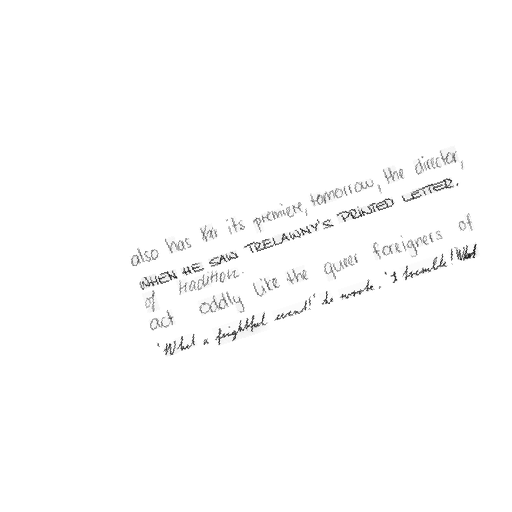 also has for its premiere, tomorrow, the director,
WHEN HE SAW TRELAWNY'S PRINTED LETTER.
of tradition.
act oddly like the queer foreigners of
'What a frightful event!' he wrote. 'I tremble! What